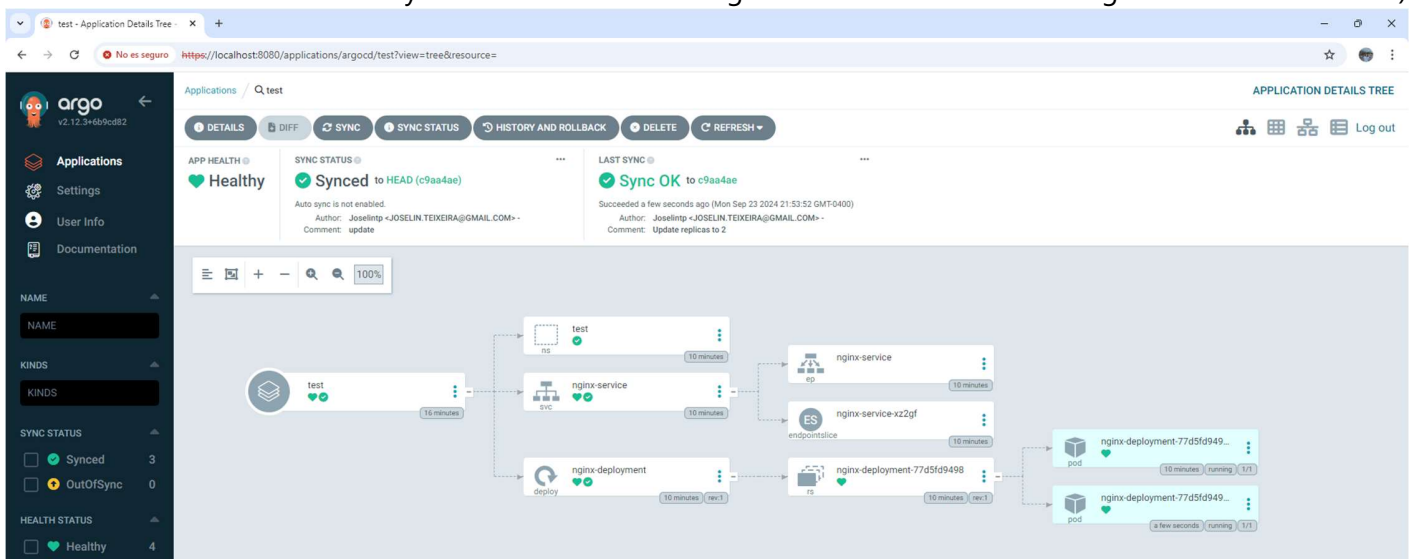 test - Application Details Tree -
No es seguro
https://localhost:8080/applications/argocd/test?view=tree&resource=
argo
v2.12.3+6b9cd82
Applications
Settings
User Info
Documentation
NAME
NAME
KINDS
KINDS
SYNC STATUS
Synced 3
OutOfSync 0
HEALTH STATUS
Healthy 4
Applications / test
APPLICATION DETAILS TREE
DETAILS DIFF SYNC SYNC STATUS HISTORY AND ROLLBACK DELETE REFRESH
Log out
APP HEALTH
Healthy
SYNC STATUS
Synced to HEAD (c9aa4ae)
Auto sync is not enabled.
Author: Joselintp <JOSELIN.TEIXEIRA@GMAIL.COM> -
Comment: update
LAST SYNC
Sync OK to c9aa4ae
Succeeded a few seconds ago (Mon Sep 23 2024 21:53:52 GMT-0400)
Author: Joselintp <JOSELIN.TEIXEIRA@GMAIL.COM> -
Comment: Update replicas to 2
100%
test
16 minutes
test
ns
10 minutes
nginx-service
svc
10 minutes
nginx-deployment
deploy
10 minutes rev:1
nginx-service
ep
10 minutes
ES
nginx-service-xz2gf
endpointslice
10 minutes
nginx-deployment-77d5fd9498
rs
10 minutes rev:1
nginx-deployment-77d5fd949...
pod
10 minutes running 1/1
nginx-deployment-77d5fd949...
pod
a few seconds running 1/1